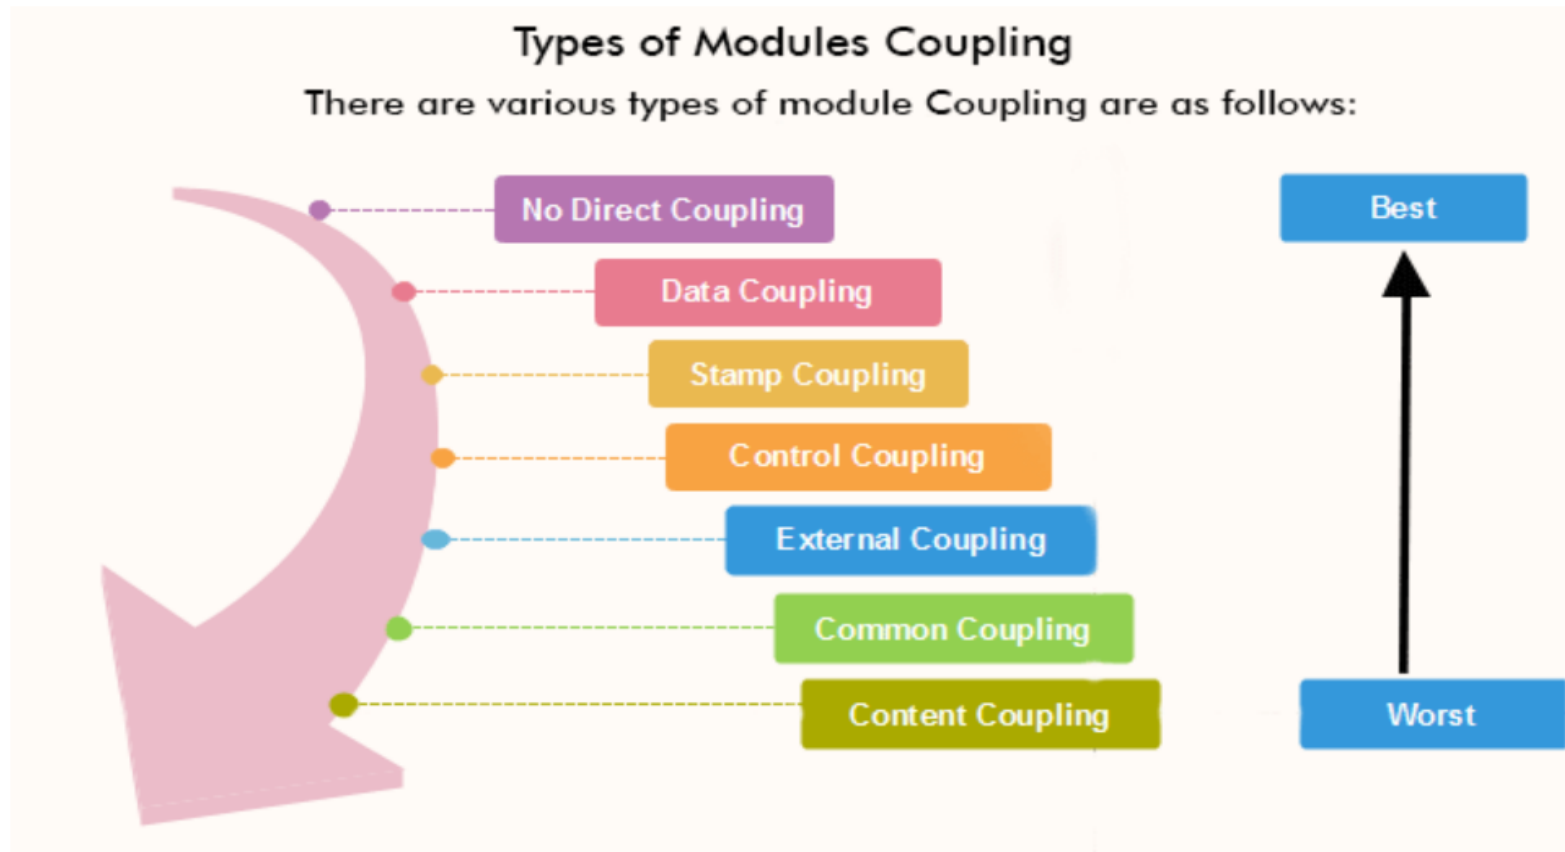 Types of Modules Coupling
There are various types of module Coupling are as follows:
No Direct Coupling
Best
Data Coupling
Stamp Coupling
Control Coupling
External Coupling
Common Coupling
Content Coupling
Worst